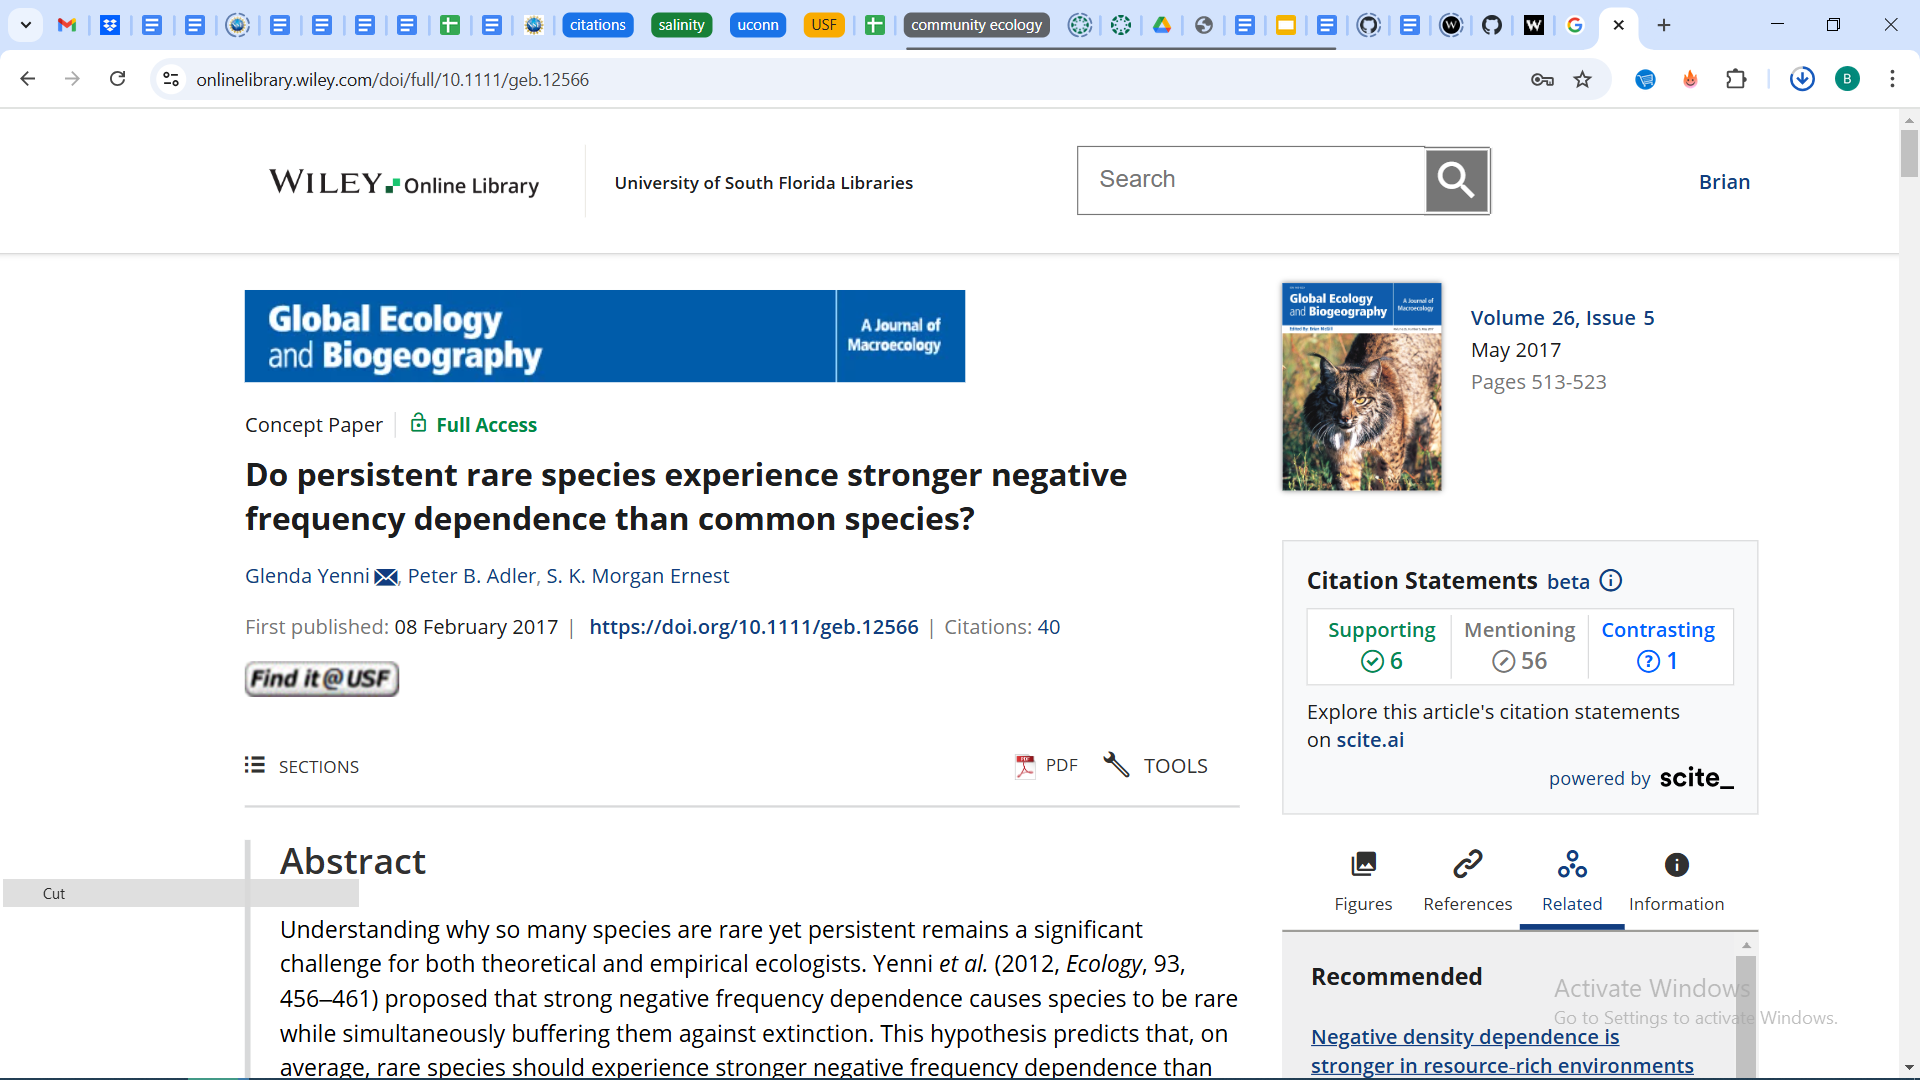 citations
salinity
uconn
USF
community ecology
onlinelibrary.wiley.com/doi/full/10.1111/geb.12566
B
WILEY Online Library
University of South Florida Libraries
Search
Brian
Global Ecology
and Biogeography
A Journal of
Macroecology
Global Ecology
and Biogeography
A Journal of
Macroecology
Volume 26, Issue 5
May 2017
Pages 513-523
Concept Paper
Full Access
Do persistent rare species experience stronger negative
frequency dependence than common species?
Glenda Yenni, Peter B. Adler, S. K. Morgan Ernest
First published: 08 February 2017 | https://doi.org/10.1111/geb.12566 | Citations: 40
Find it@USF
SECTIONS
PDF
TOOLS
Citation Statements beta
Supporting
6
Mentioning
56
Contrasting
1
Explore this article's citation statements
on scite.ai
powered by scite_
Figures
References
Related
Information
Abstract
Cut
Understanding why so many species are rare yet persistent remains a significant
challenge for both theoretical and empirical ecologists. Yenni et al. (2012, Ecology, 93,
456–461) proposed that strong negative frequency dependence causes species to be rare
while simultaneously buffering them against extinction. This hypothesis predicts that, on
average, rare species should experience stronger negative frequency dependence than
Recommended
Negative density dependence is
stronger in resource-rich environments
Activate Windows
Go to Settings to activate Windows.